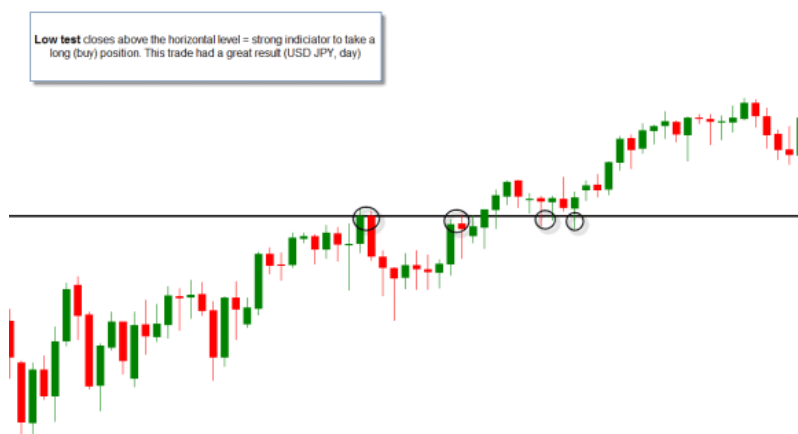 Low test closes above the horizontal level = strong indiciator to take a
long (buy) position. This trade had a great result (USD JPY, day)